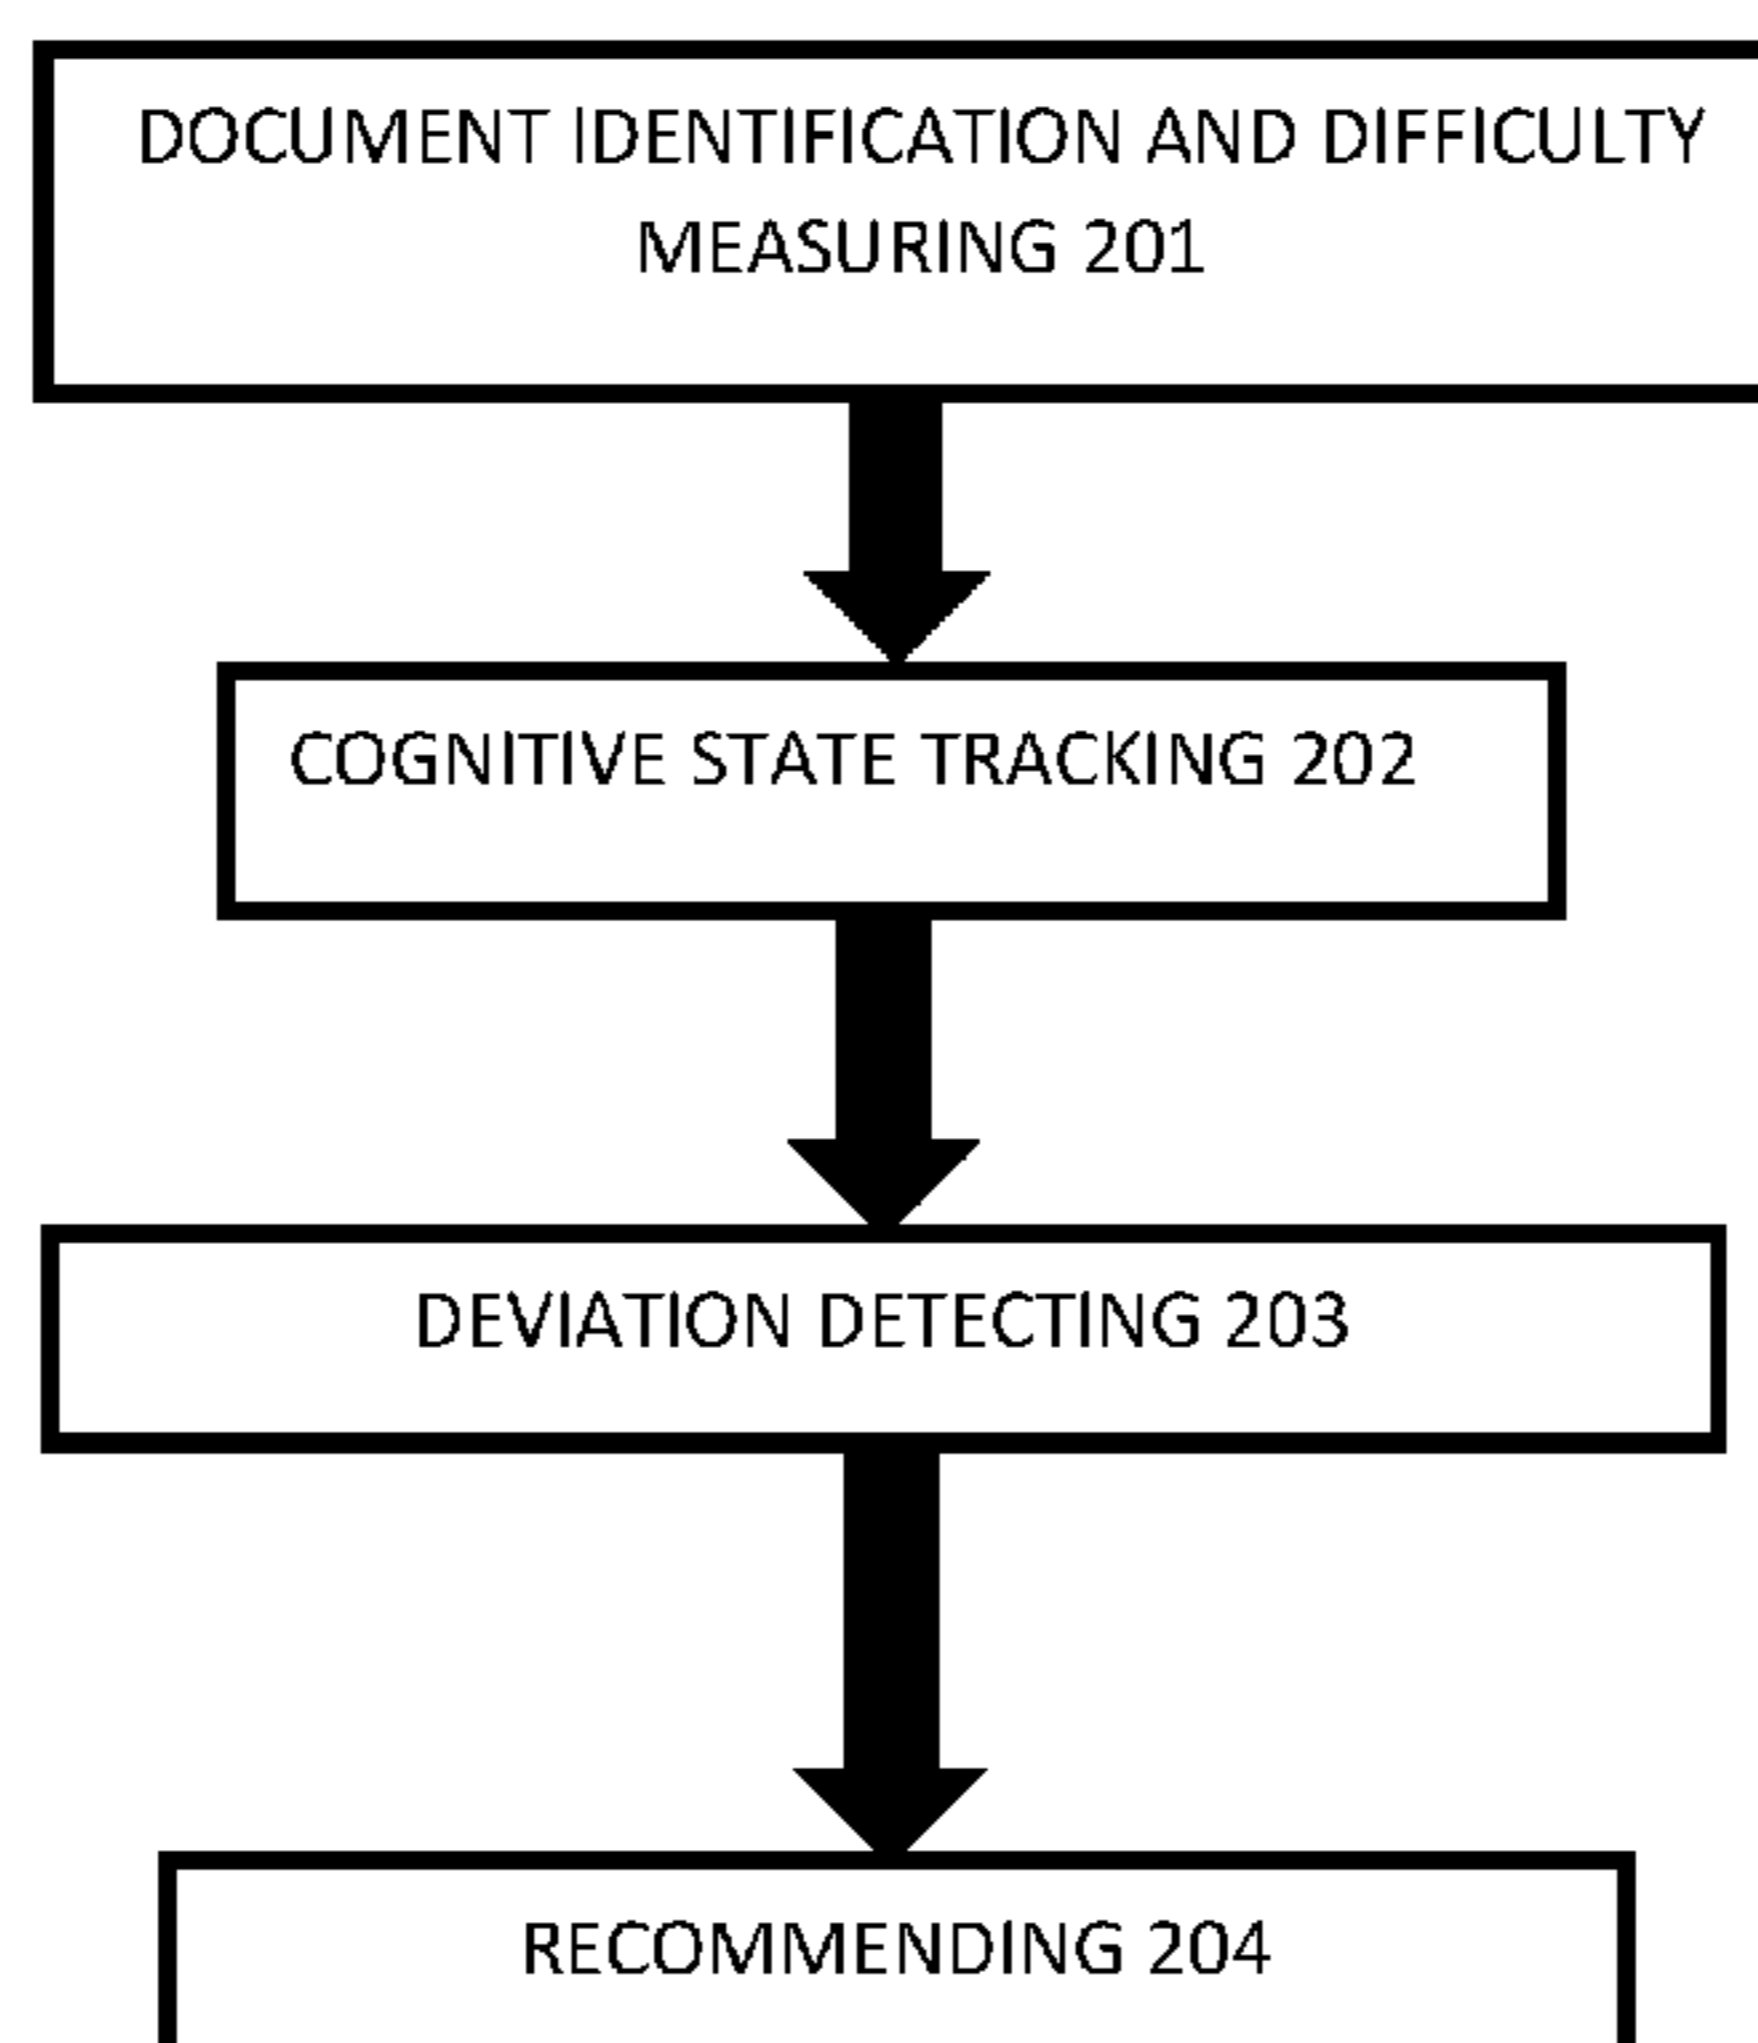 DOCUMENT IDENTIFICATION AND DIFFICULTY
MEASURING 201
COGNITIVE STATE TRACKING 202
DEVIATION DETECTING 203
RECOMMENDING 204